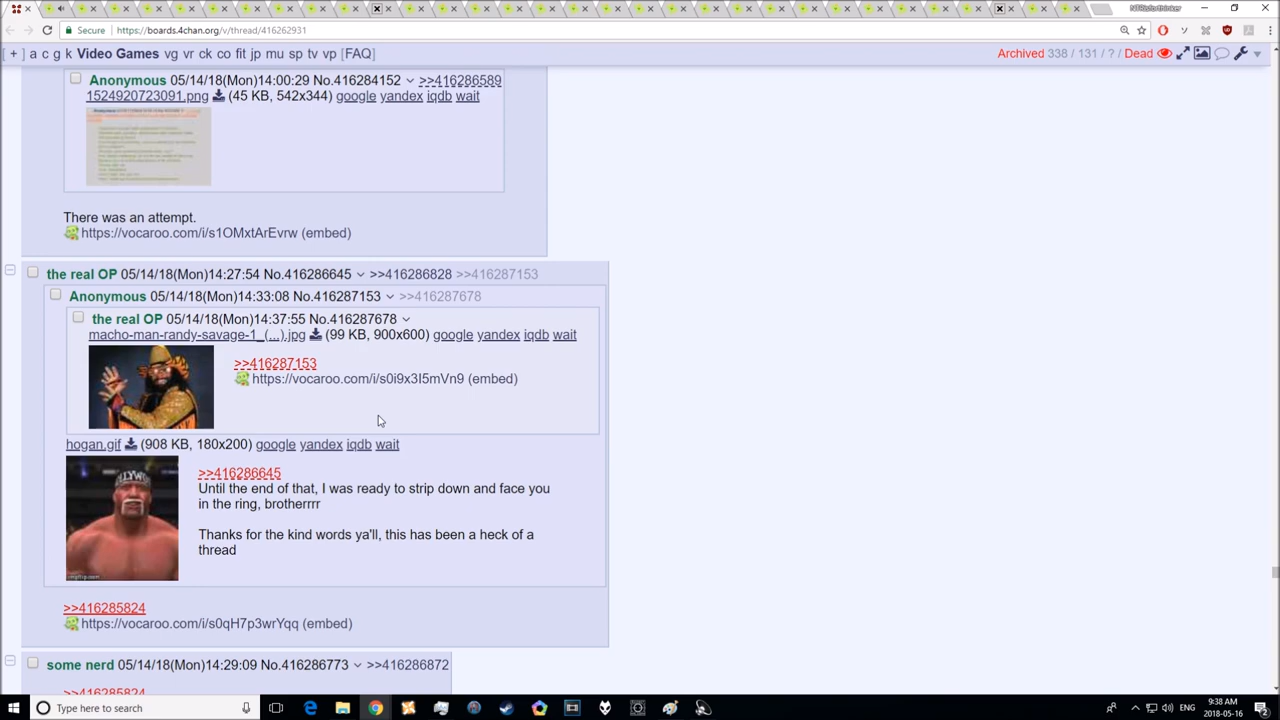 NTRisforthinker
Secure
https://boards.4chan.org/v/thread/416262931
[ + ] a c g k Video Games vg vr ck co fit jp mu sp tv vp [FAQ]
Archived 338 / 131 / ? / Dead
Anonymous 05/14/18(Mon)14:00:29 No.416284152 >>416286589
1524920723091.png (45 KB, 542x344) google yandex iqdb wait
There was an attempt.
https://vocaroo.com/i/s1OMxtArEvrw (embed)
the real OP 05/14/18(Mon)14:27:54 No.416286645 >>416286828 >>416287153
Anonymous 05/14/18(Mon)14:33:08 No.416287153 >>416287678
the real OP 05/14/18(Mon)14:37:55 No.416287678
macho-man-randy-savage-1_(...).jpg (99 KB, 900x600) google yandex iqdb wait
>>416287153
https://vocaroo.com/i/s0i9x3I5mVn9 (embed)
hogan.gif (908 KB, 180x200) google yandex iqdb wait
>>416286645
Until the end of that, I was ready to strip down and face you
in the ring, brotherrrr
Thanks for the kind words ya'll, this has been a heck of a
thread
>>416285824
https://vocaroo.com/i/s0qH7p3wrYqq (embed)
some nerd 05/14/18(Mon)14:29:09 No.416286773 >>416286872
>>416285824
Type here to search
ENG
9:38 AM
2018-05-16